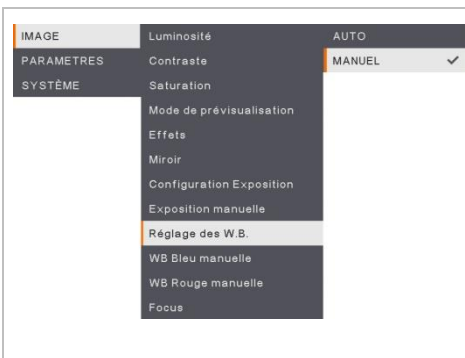 IMAGE
PARAMETRES
SYSTÈME
Luminosité
Contraste
Saturation
Mode de prévisualisation
Effets
Miroir
Configuration Exposition
Exposition manuelle
Réglage des W.B.
WB Bleu manuelle
WB Rouge manuelle
Focus
AUTO
MANUEL